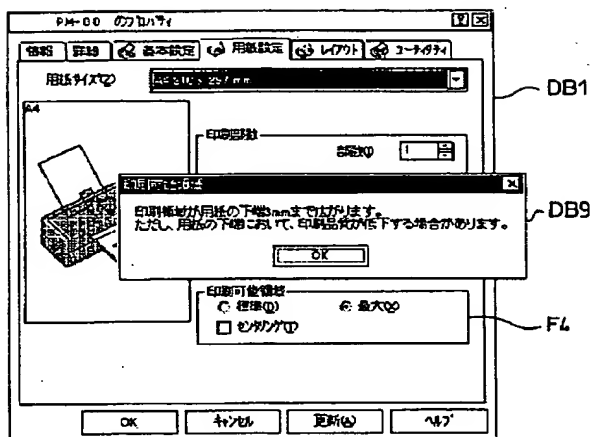 PM-○○ のプロパティ
情報 詳細 基本設定 用紙設定 レイアウト ユーティリティ
用紙サイズ(Z) A4 210 x 297 mm
DB1
A4
印刷部数
部数(I) 1
印刷可能領域
DB9
印刷領域が用紙の下端3mmまで広がります。
ただし、用紙の下端において、印刷品質が低下する場合があります。
OK
印刷可能領域
標準(D) 最大(X)
センタリング(T)
F4
OK キャンセル 更新(A) ヘルプ